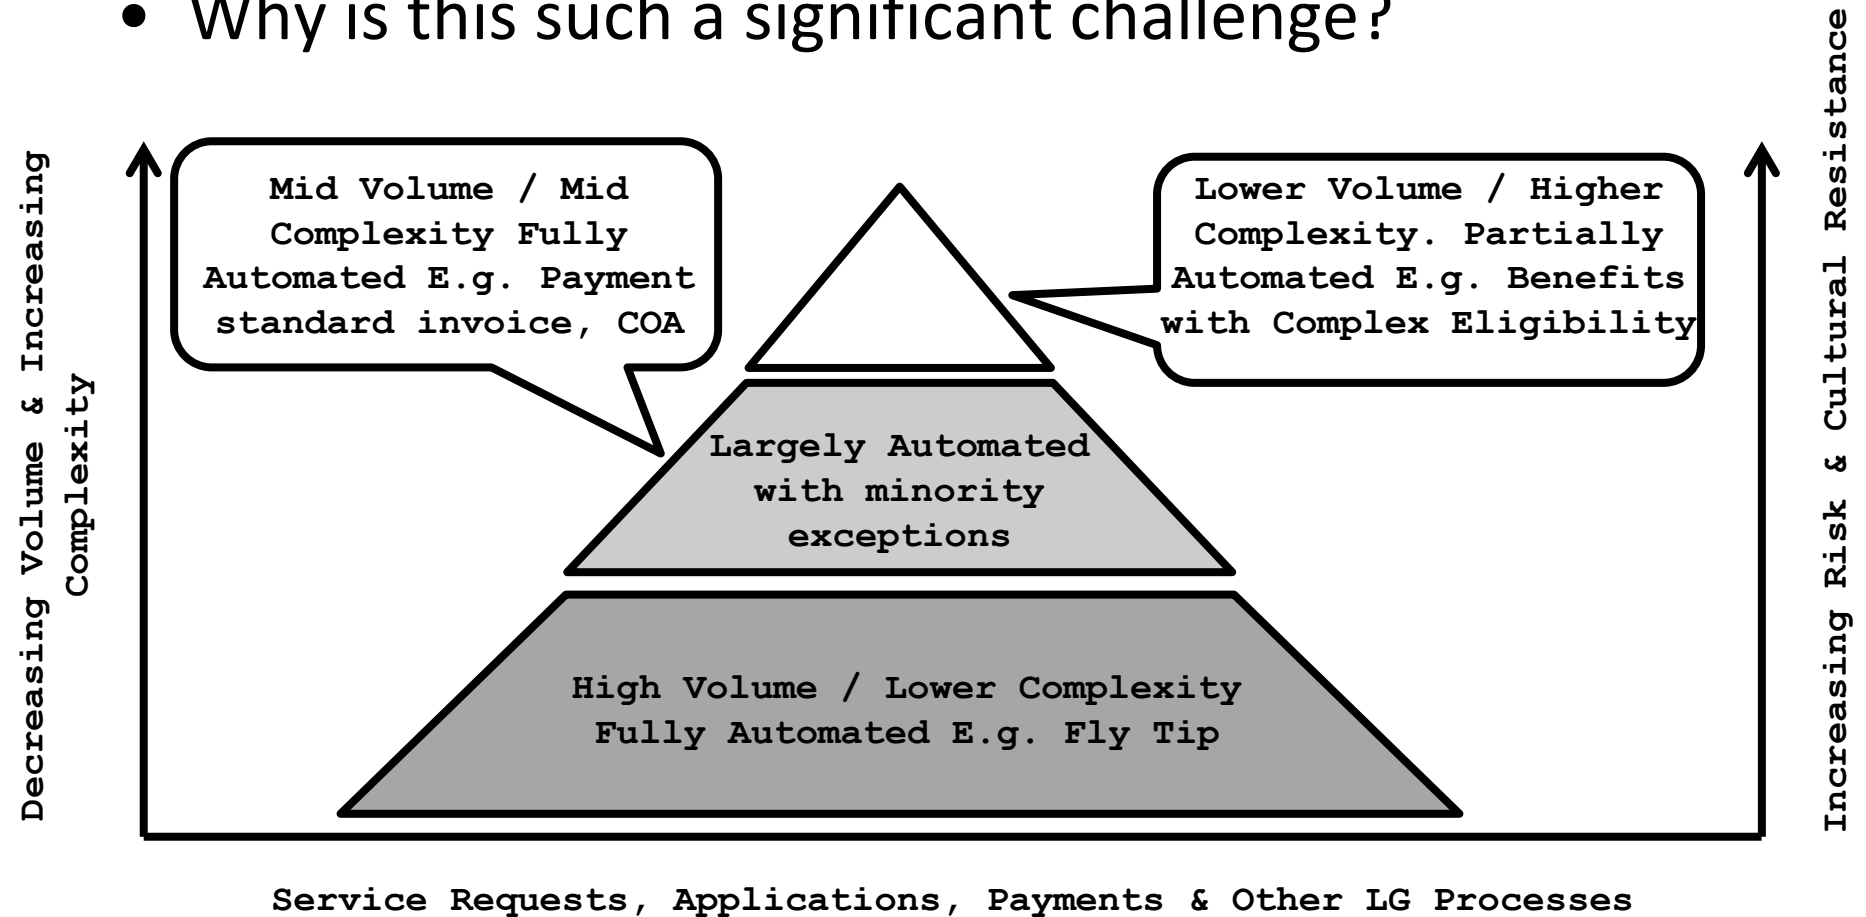 • Why is this such a significant challenge?
Decreasing Volume & Increasing
Complexity
Mid Volume / Mid
Complexity Fully
Automated E.g. Payment
standard invoice, COA
Lower Volume / Higher
Complexity. Partially
Automated E.g. Benefits
with Complex Eligibility
Largely Automated
with minority
exceptions
High Volume / Lower Complexity
Fully Automated E.g. Fly Tip
Increasing Risk & Cultural Resistance
Service Requests, Applications, Payments & Other LG Processes